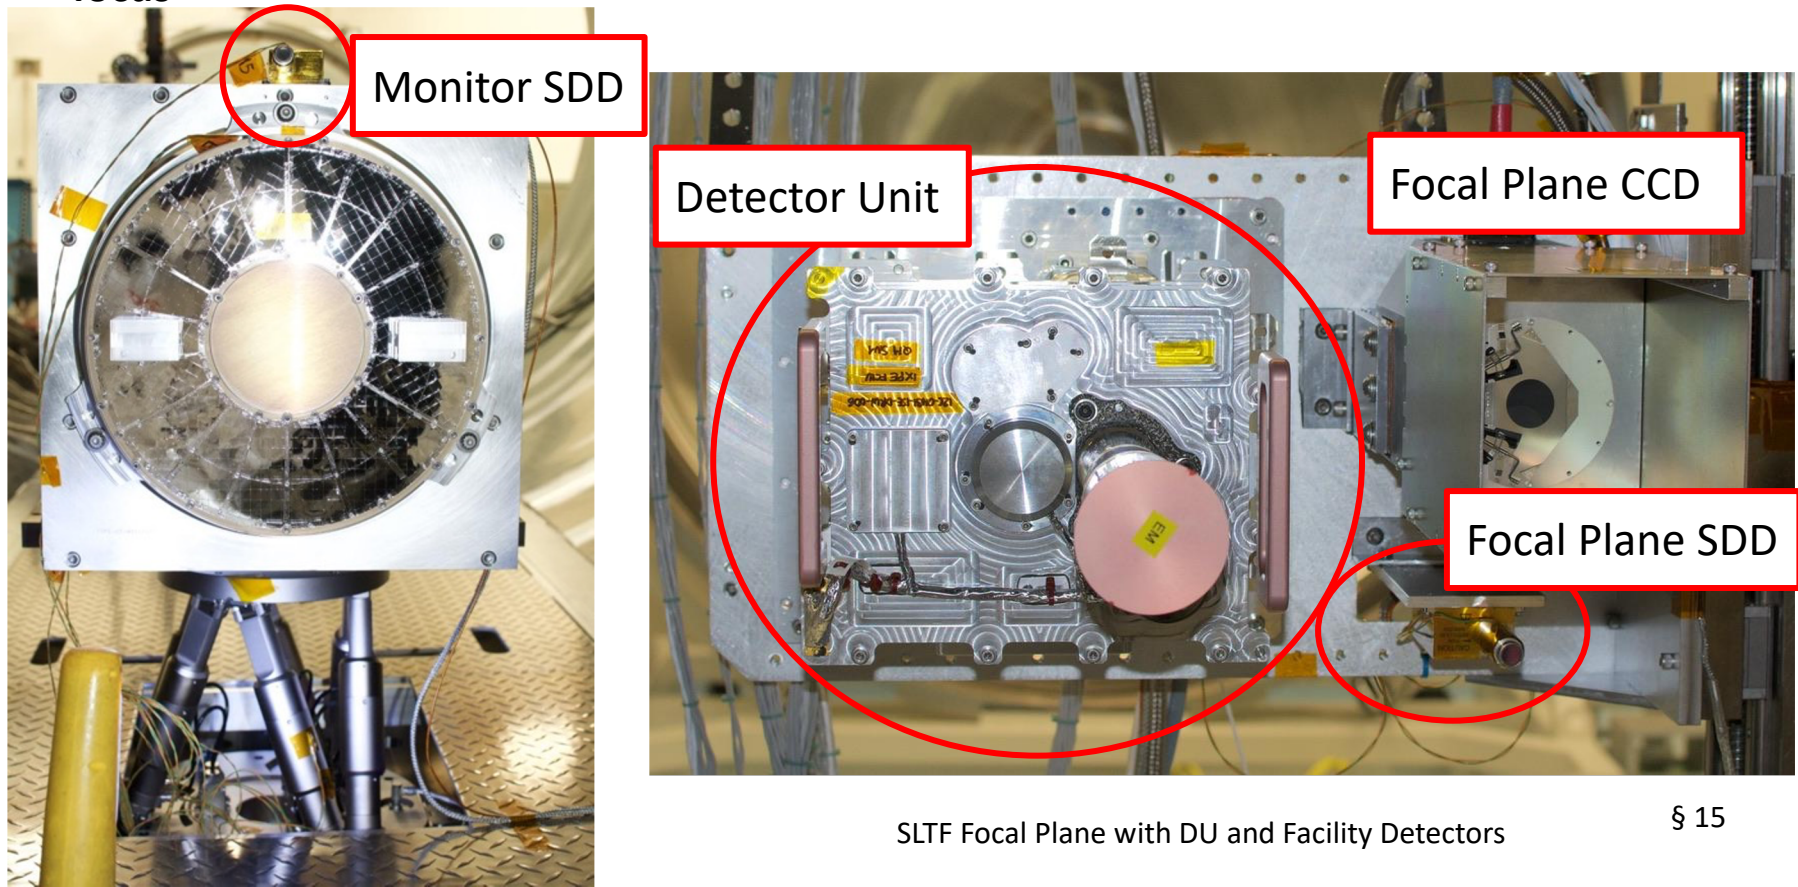 Monitor SDD
Detector Unit
Focal Plane CCD
Focal Plane SDD
EM
SLTF Focal Plane with DU and Facility Detectors
§ 15